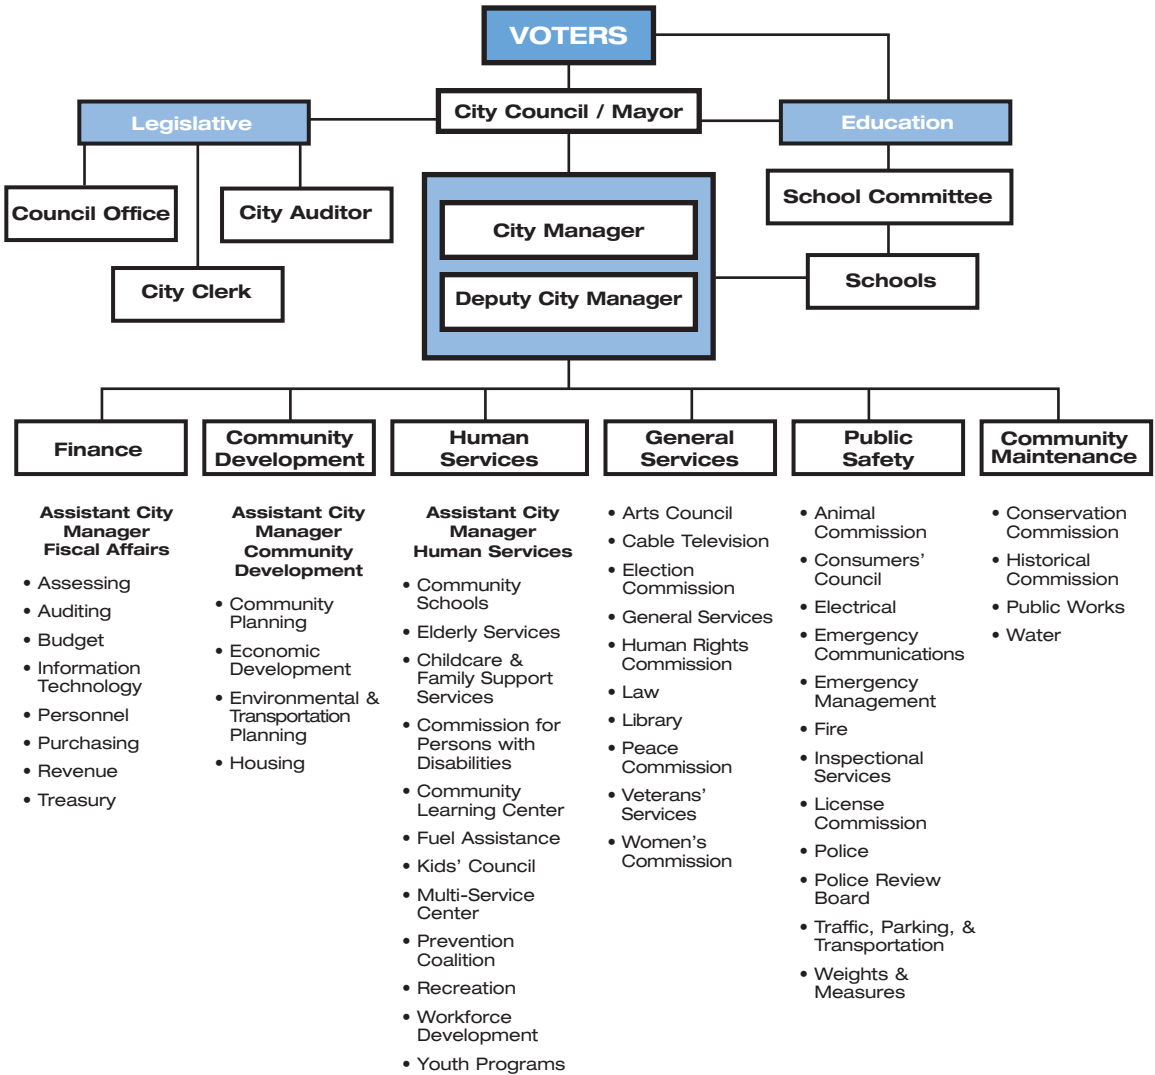 VOTERS
City Council / Mayor
Legislative
Education
Council Office
City Auditor
City Clerk
School Committee
Schools
City Manager
Deputy City Manager
Finance
Assistant City
Manager
Fiscal Affairs
• Assessing
• Auditing
• Budget
• Information
Technology
• Personnel
• Purchasing
• Revenue
• Treasury
Community
Development
Assistant City
Manager
Community
Development
• Community
Planning
• Economic
Development
• Environmental &
Transportation
Planning
• Housing
Human
Services
Assistant City
Manager
Human Services
• Community
Schools
• Elderly Services
• Childcare &
Family Support
Services
• Commission for
Persons with
Disabilities
• Community
Learning Center
• Fuel Assistance
• Kids’ Council
• Multi-Service
Center
• Prevention
Coalition
• Recreation
• Workforce
Development
• Youth Programs
General
Services
• Arts Council
• Cable Television
• Election
Commission
• General Services
• Human Rights
Commission
• Law
• Library
• Peace
Commission
• Veterans’
Services
• Women’s
Commission
Public
Safety
• Animal
Commission
• Consumers’
Council
• Electrical
• Emergency
Communications
• Emergency
Management
• Fire
• Inspectional
Services
• License
Commission
• Police
• Police Review
Board
• Traffic, Parking, &
Transportation
• Weights &
Measures
Community
Maintenance
• Conservation
Commission
• Historical
Commission
• Public Works
• Water